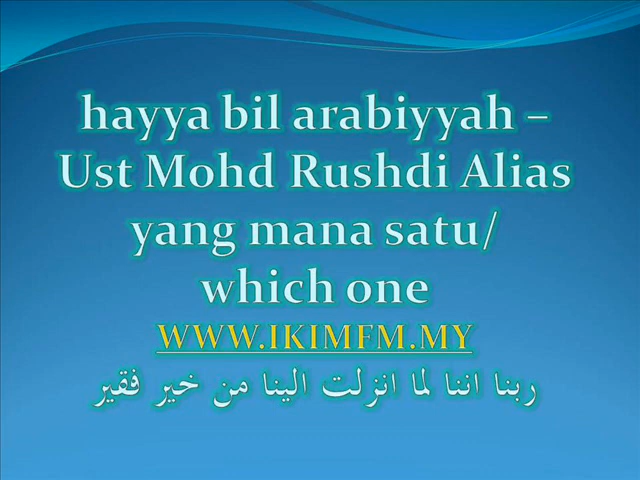 hayya bil arabiyyah –
Ust Mohd Rushdi Alias
yang mana satu/
which one
WWW.IKIMFM.MY
ربنا اننا لما انزلت الينا من خير فقير